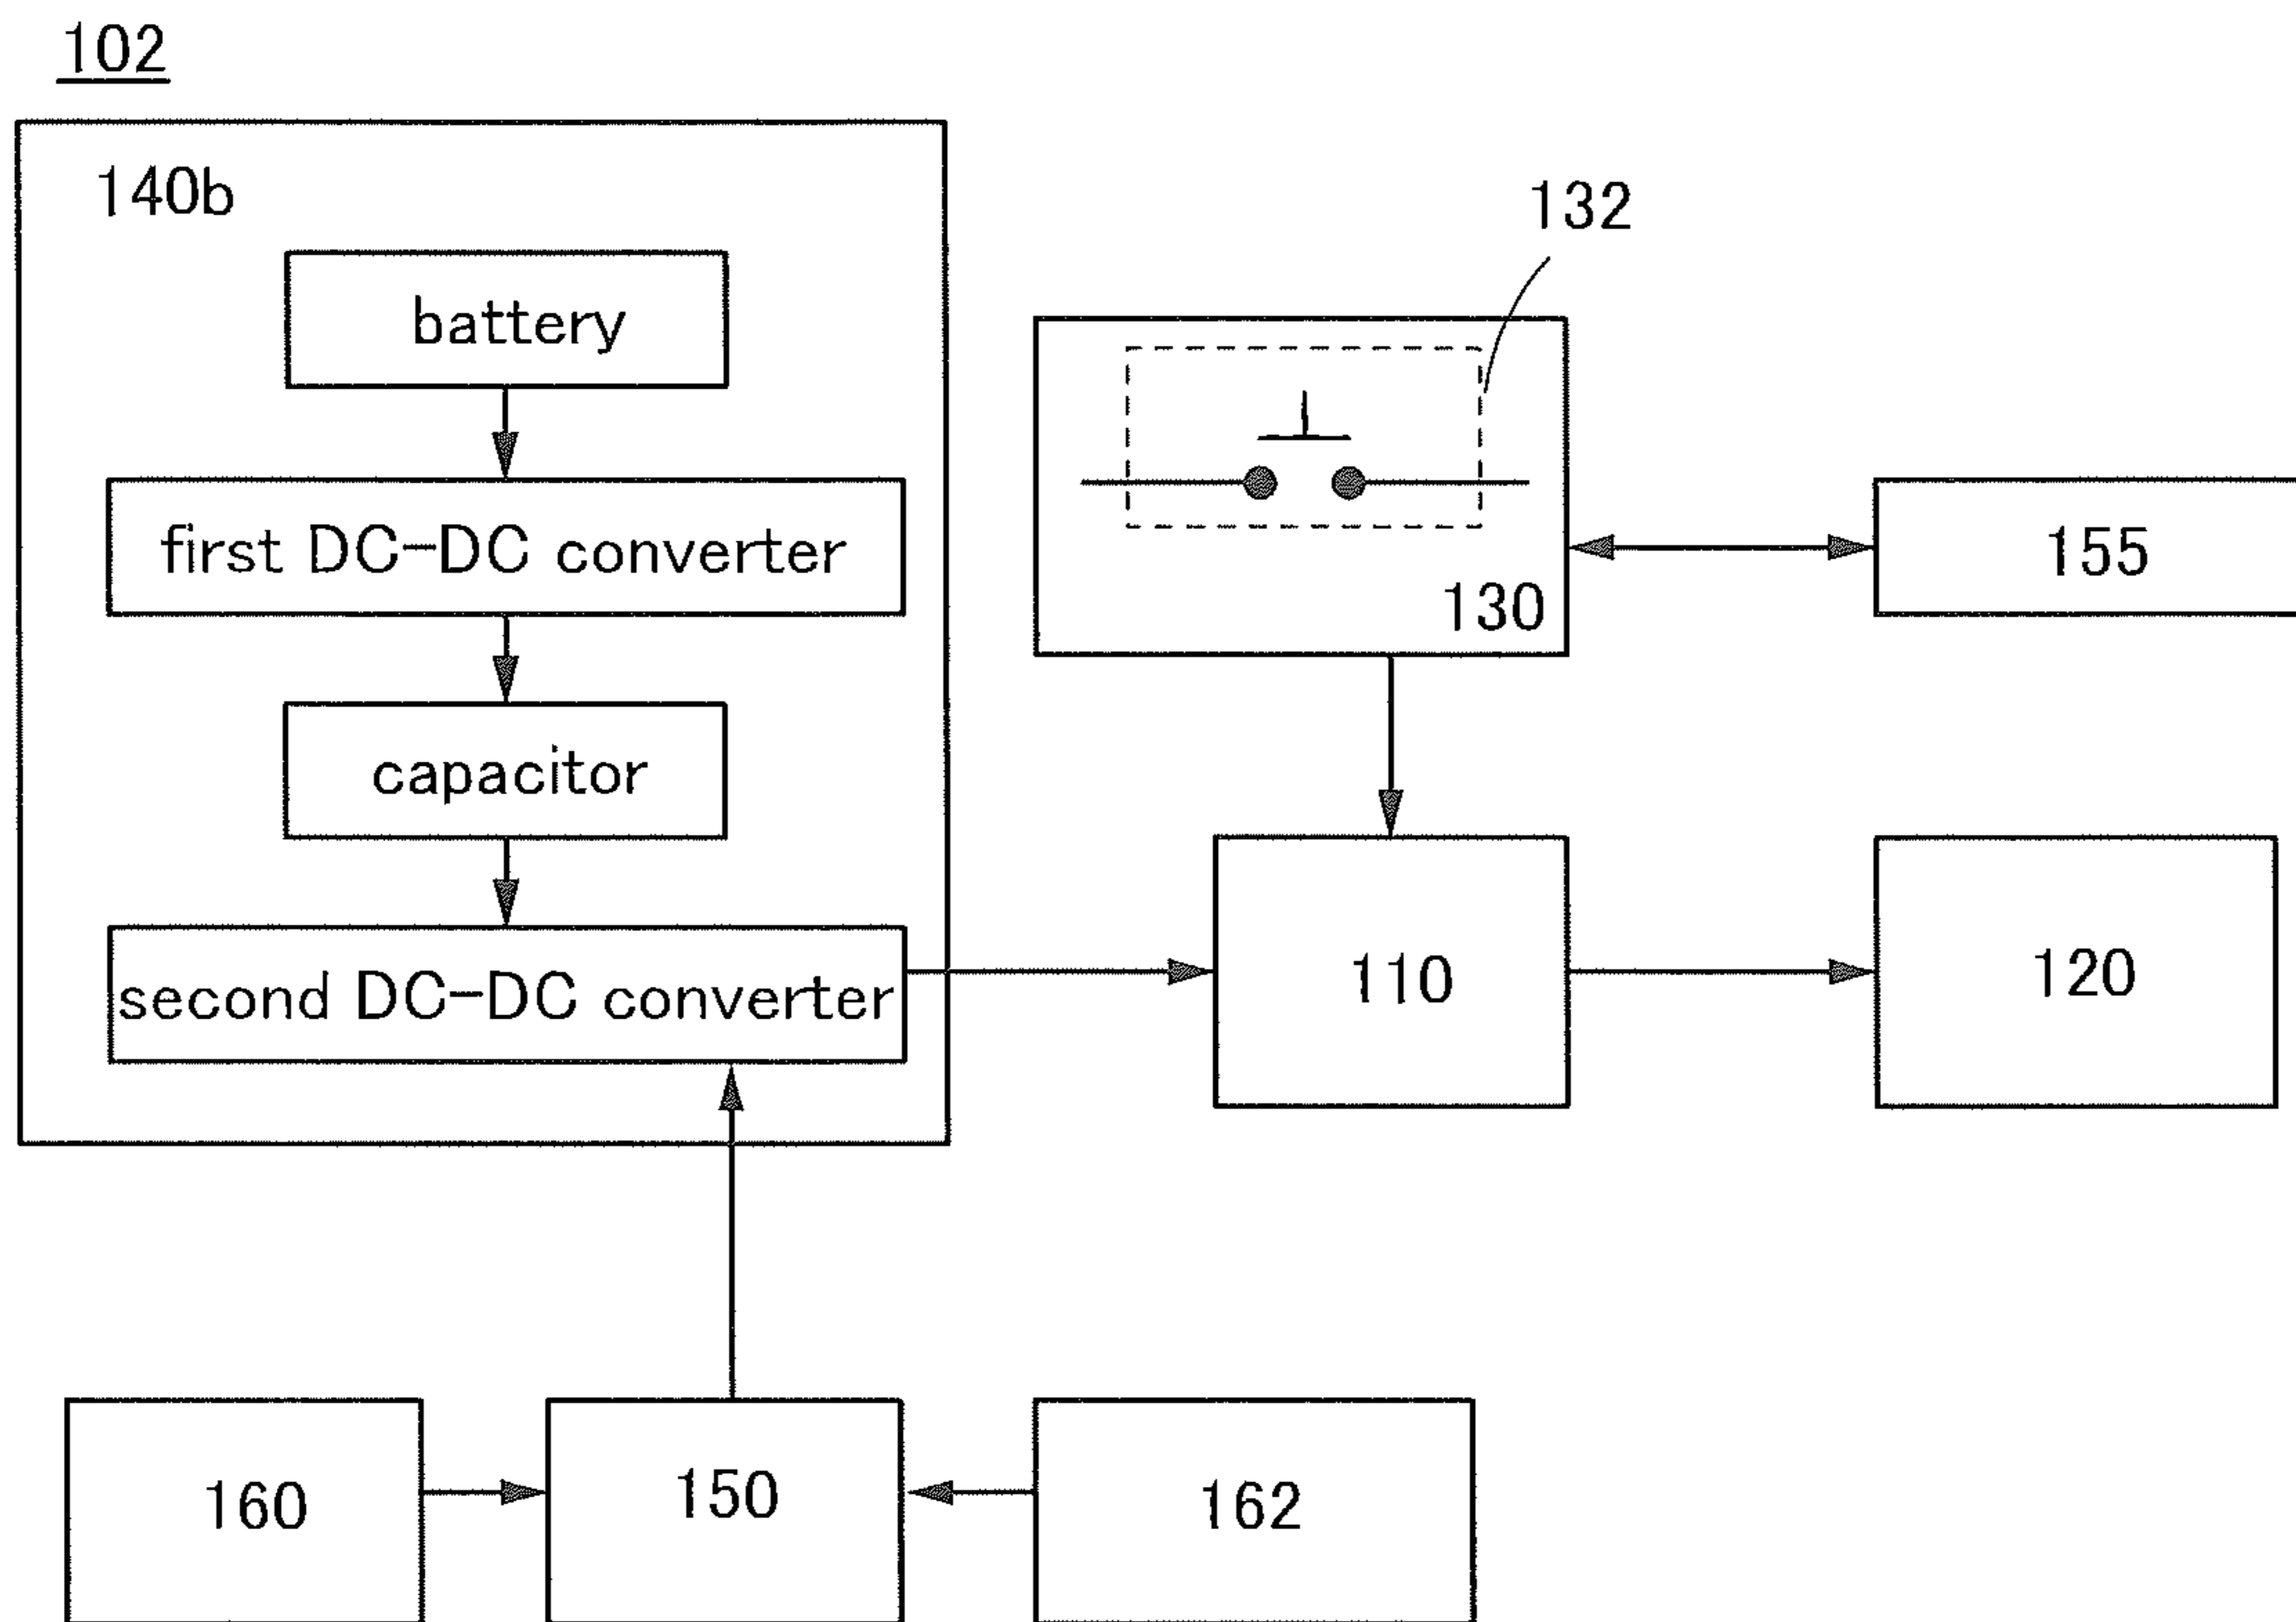 102
140b
battery
first DC-DC converter
capacitor
second DC-DC converter
132
130
155
110
120
160
150
162